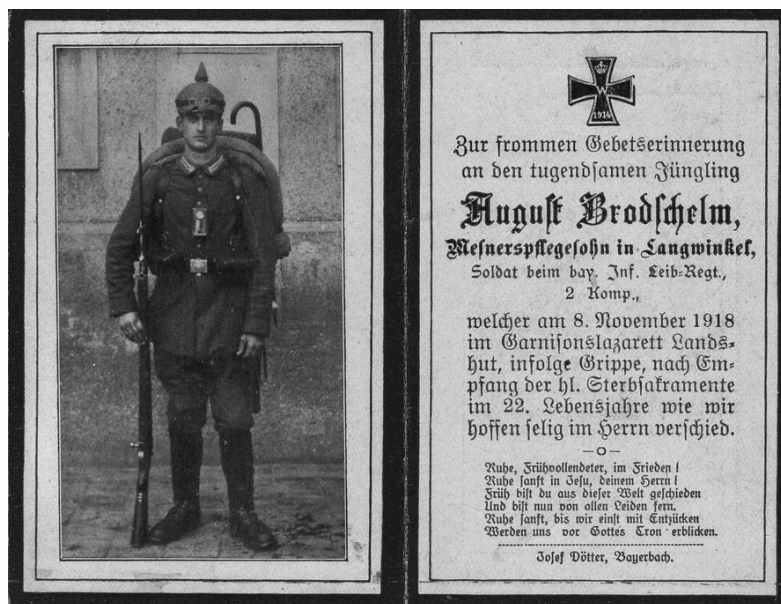 W
1914
Zur frommen Gebetserinnerung
an den tugendsamen Jüngling
August Brodschelm,
Mesnerspflegesohn in Langwinkel,
Soldat beim bay. Inf. Leib-Regt.,
2 Komp.,
welcher am 8. November 1918
im Garnisonslazarett Lands-
hut, infolge Grippe, nach Em-
pfang der hl. Sterbsakramente
im 22. Lebensjahre wie wir
hoffen selig im Herrn verschied.
Ruhe, Frühvollendeter, im Frieden!
Ruhe sanft in Jesu, deinem Herrn!
Früh bist du aus dieser Welt geschieden
Und bist nun von allen Leiden fern.
Ruhe sanft, bis wir einst mit Entzücken
Werden uns vor Gottes Tron erblicken.
Josef Dötter, Bayerbach.